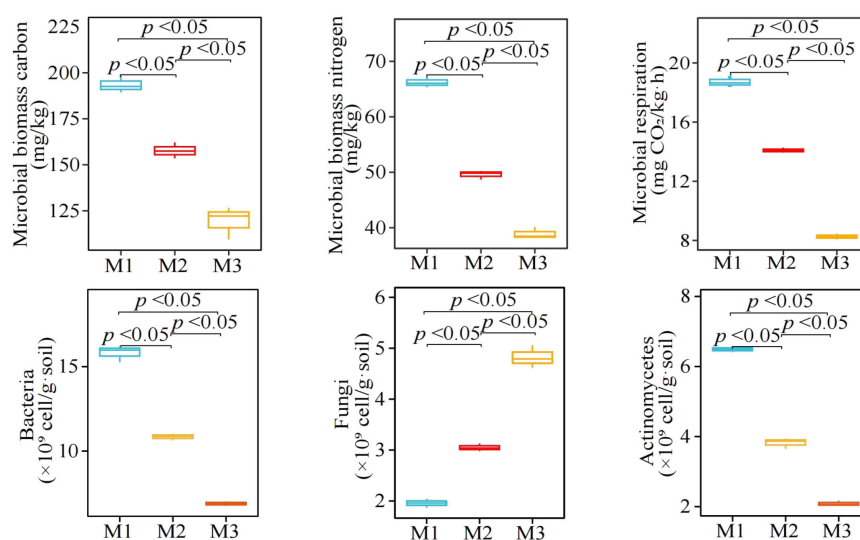 Microbial biomass carbon
(mg/kg)
225
200
175
150
125
p <0.05
p <0.05
p <0.05
M1 M2 M3
Microbial biomass nitrogen
(mg/kg)
70
60
50
40
p <0.05
p <0.05
p <0.05
M1 M2 M3
Microbial respiration
(mg CO₂/kg·h)
20
18
14
12
8
p <0.05
p <0.05
p <0.05
M1 M2 M3
Bacteria
(×10⁹ cell/g·soil)
15
10
p <0.05
p <0.05
p <0.05
M1 M2 M3
Fungi
(×10⁹ cell/g·soil)
6
5
4
3
2
p <0.05
p <0.05
p <0.05
M1 M2 M3
Actinomycetes
(×10⁹ cell/g·soil)
8
6
4
2
p <0.05
p <0.05
p <0.05
M1 M2 M3